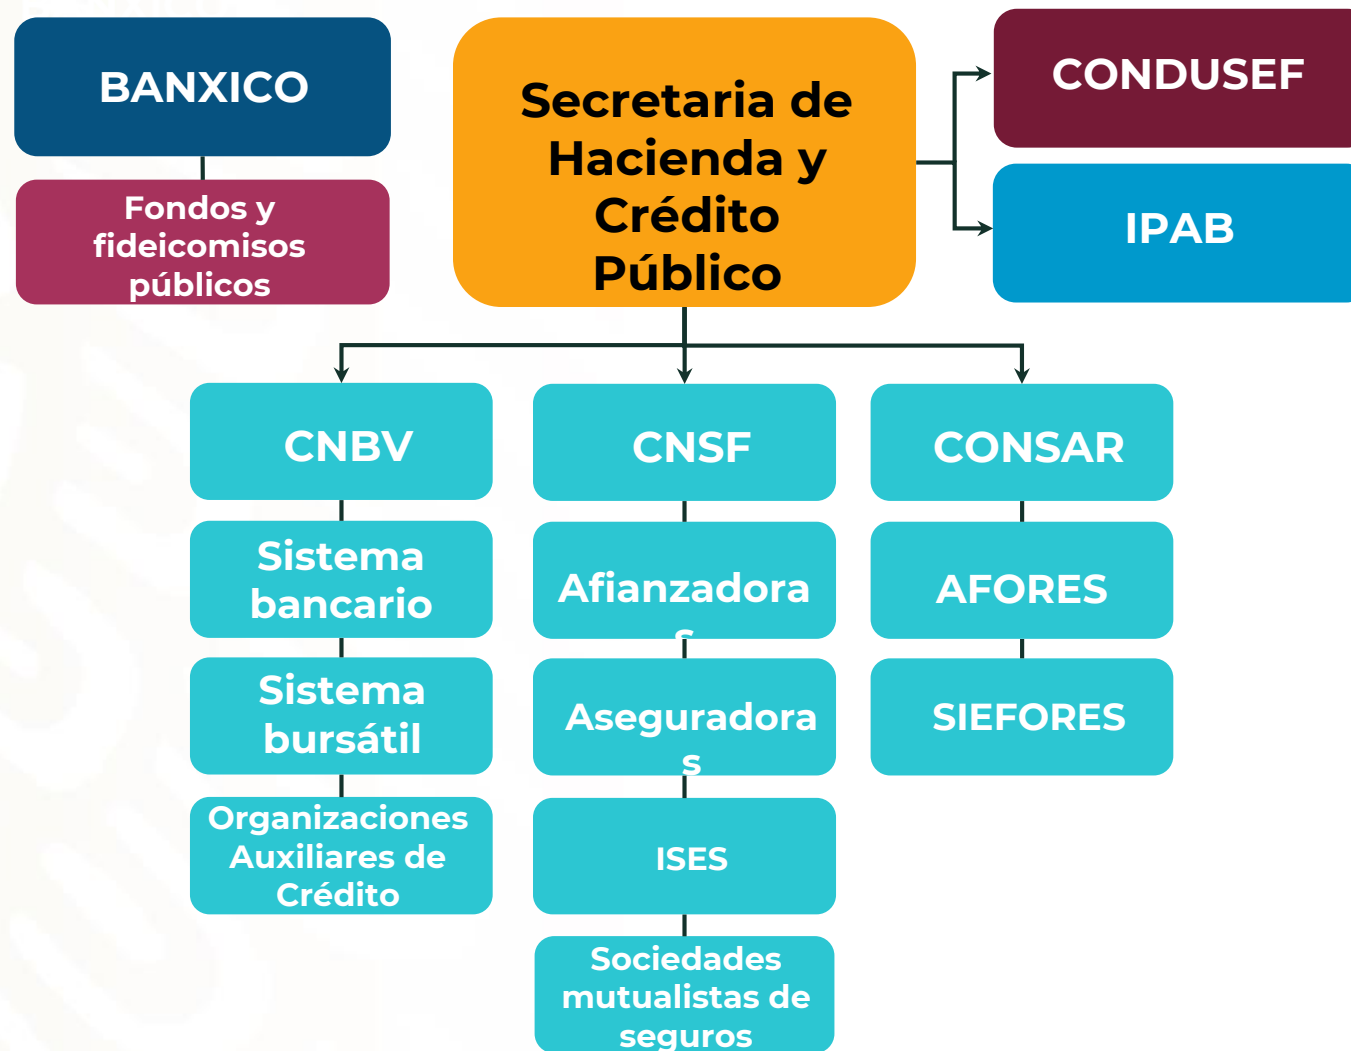 BANXICO
Fondos y
fideicomisos
públicos
Secretaria de
Hacienda y
Crédito
Público
CONDUSEF
IPAB
CNBV
Sistema
bancario
Sistema
bursátil
Organizaciones
Auxiliares de
Crédito
CNSF
Afianzadora
s
Aseguradora
s
ISES
Sociedades
mutualistas de
seguros
CONSAR
AFORES
SIEFORES